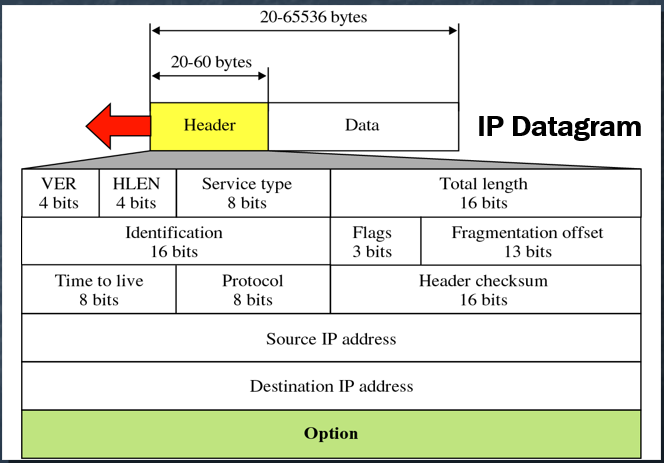 20-65536 bytes
20-60 bytes
Header
Data
IP Datagram
VER
4 bits
HLEN
4 bits
Service type
8 bits
Total length
16 bits
Identification
16 bits
Flags
3 bits
Fragmentation offset
13 bits
Time to live
8 bits
Protocol
8 bits
Header checksum
16 bits
Source IP address
Destination IP address
Option